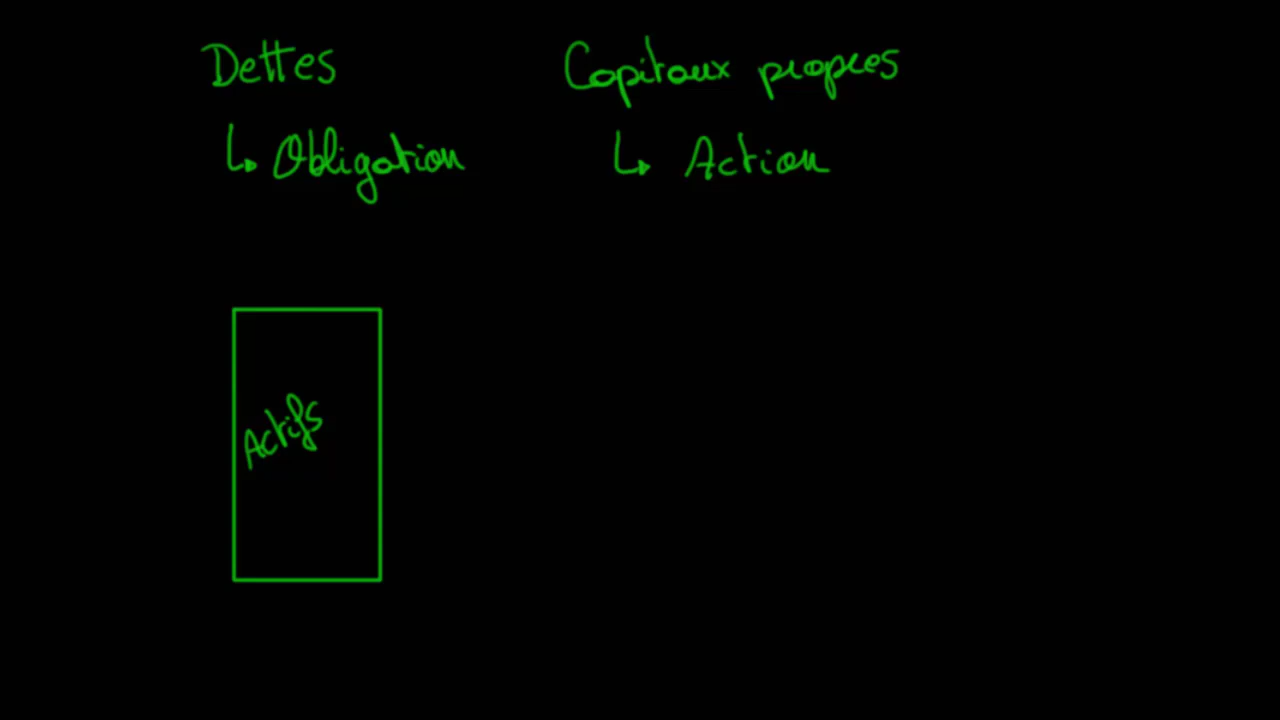 Dettes Capitaux propres
↳ Obligation ↳ Action
Actifs